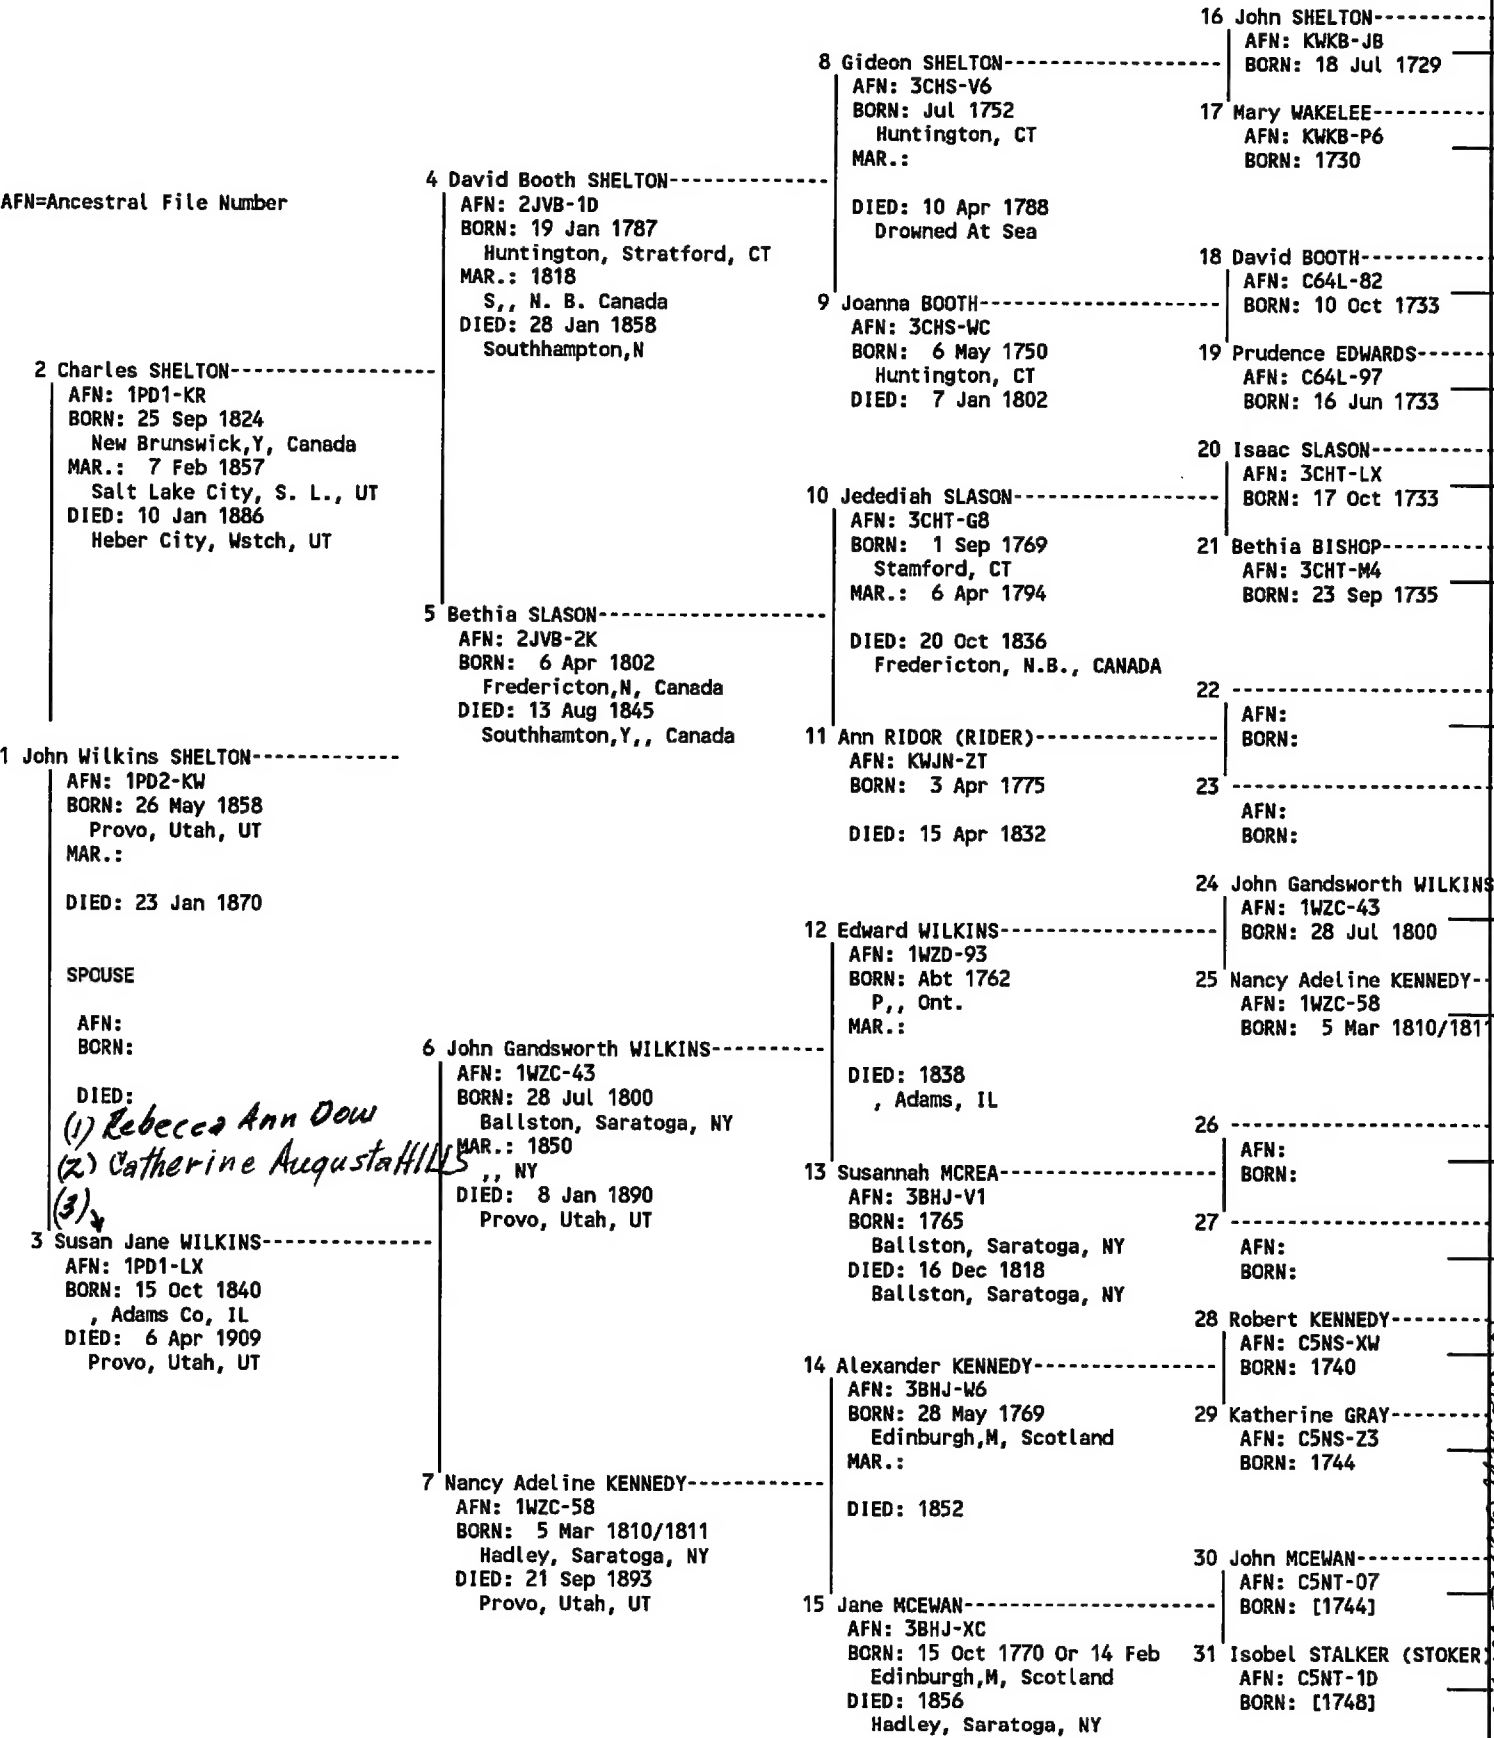 AFN=Ancestral File Number
1 John Wilkins SHELTON-------------
AFN: 1PD2-KW
BORN: 26 May 1858
Provo, Utah, UT
MAR.:
DIED: 23 Jan 1870
SPOUSE
AFN:
BORN:
DIED:
(1) Rebecca Ann Dow
(2) Catherine Augusta HILLS
(3)
2 Charles SHELTON------------------
AFN: 1PD1-KR
BORN: 25 Sep 1824
New Brunswick,Y, Canada
MAR.: 7 Feb 1857
Salt Lake City, S. L., UT
DIED: 10 Jan 1886
Heber City, Wstch, UT
3 Susan Jane WILKINS---------------
AFN: 1PD1-LX
BORN: 15 Oct 1840
, Adams Co, IL
DIED: 6 Apr 1909
Provo, Utah, UT
4 David Booth SHELTON--------------
AFN: 2JVB-1D
BORN: 19 Jan 1787
Huntington, Stratford, CT
MAR.: 1818
S,, N. B. Canada
DIED: 28 Jan 1858
Southhampton,N
5 Bethia SLASON--------------------
AFN: 2JVB-2K
BORN: 6 Apr 1802
Fredericton,N, Canada
DIED: 13 Aug 1845
Southhamton,Y,, Canada
6 John Gandsworth WILKINS----------
AFN: 1WZC-43
BORN: 28 Jul 1800
Ballston, Saratoga, NY
MAR.: 1850
,, NY
DIED: 8 Jan 1890
Provo, Utah, UT
7 Nancy Adeline KENNEDY------------
AFN: 1WZC-58
BORN: 5 Mar 1810/1811
Hadley, Saratoga, NY
DIED: 21 Sep 1893
Provo, Utah, UT
8 Gideon SHELTON-------------------
AFN: 3CHS-V6
BORN: Jul 1752
Huntington, CT
MAR.:
DIED: 10 Apr 1788
Drowned At Sea
9 Joanna BOOTH---------------------
AFN: 3CHS-WC
BORN: 6 May 1750
Huntington, CT
DIED: 7 Jan 1802
10 Jedediah SLASON------------------
AFN: 3CHT-G8
BORN: 1 Sep 1769
Stamford, CT
MAR.: 6 Apr 1794
DIED: 20 Oct 1836
Fredericton, N.B., CANADA
11 Ann RIDOR (RIDER)----------------
AFN: KWJN-ZT
BORN: 3 Apr 1775
DIED: 15 Apr 1832
12 Edward WILKINS-------------------
AFN: 1WZD-93
BORN: Abt 1762
P,, Ont.
MAR.:
DIED: 1838
, Adams, IL
13 Susannah MCREA-------------------
AFN: 3BHJ-V1
BORN: 1765
Ballston, Saratoga, NY
DIED: 16 Dec 1818
Ballston, Saratoga, NY
14 Alexander KENNEDY----------------
AFN: 3BHJ-W6
BORN: 28 May 1769
Edinburgh,M, Scotland
MAR.:
DIED: 1852
15 Jane MCEWAN----------------------
AFN: 3BHJ-XC
BORN: 15 Oct 1770 Or 14 Feb
Edinburgh,M, Scotland
DIED: 1856
Hadley, Saratoga, NY
16 John SHELTON-----------
AFN: KWKB-JB
BORN: 18 Jul 1729
17 Mary WAKELEE-----------
AFN: KWKB-P6
BORN: 1730
18 David BOOTH------------
AFN: C64L-82
BORN: 10 Oct 1733
19 Prudence EDWARDS-------
AFN: C64L-97
BORN: 16 Jun 1733
20 Isaac SLASON-----------
AFN: 3CHT-LX
BORN: 17 Oct 1733
21 Bethia BISHOP----------
AFN: 3CHT-M4
BORN: 23 Sep 1735
22 -----------------------
AFN:
BORN:
23 -----------------------
AFN:
BORN:
24 John Gandsworth WILKINS
AFN: 1WZC-43
BORN: 28 Jul 1800
25 Nancy Adeline KENNEDY--
AFN: 1WZC-58
BORN: 5 Mar 1810/1811
26 -----------------------
AFN:
BORN:
27 -----------------------
AFN:
BORN:
28 Robert KENNEDY---------
AFN: C5NS-XW
BORN: 1740
29 Katherine GRAY---------
AFN: C5NS-Z3
BORN: 1744
30 John MCEWAN------------
AFN: C5NT-07
BORN: [1744]
31 Isobel STALKER (STOKER)
AFN: C5NT-1D
BORN: [1748]